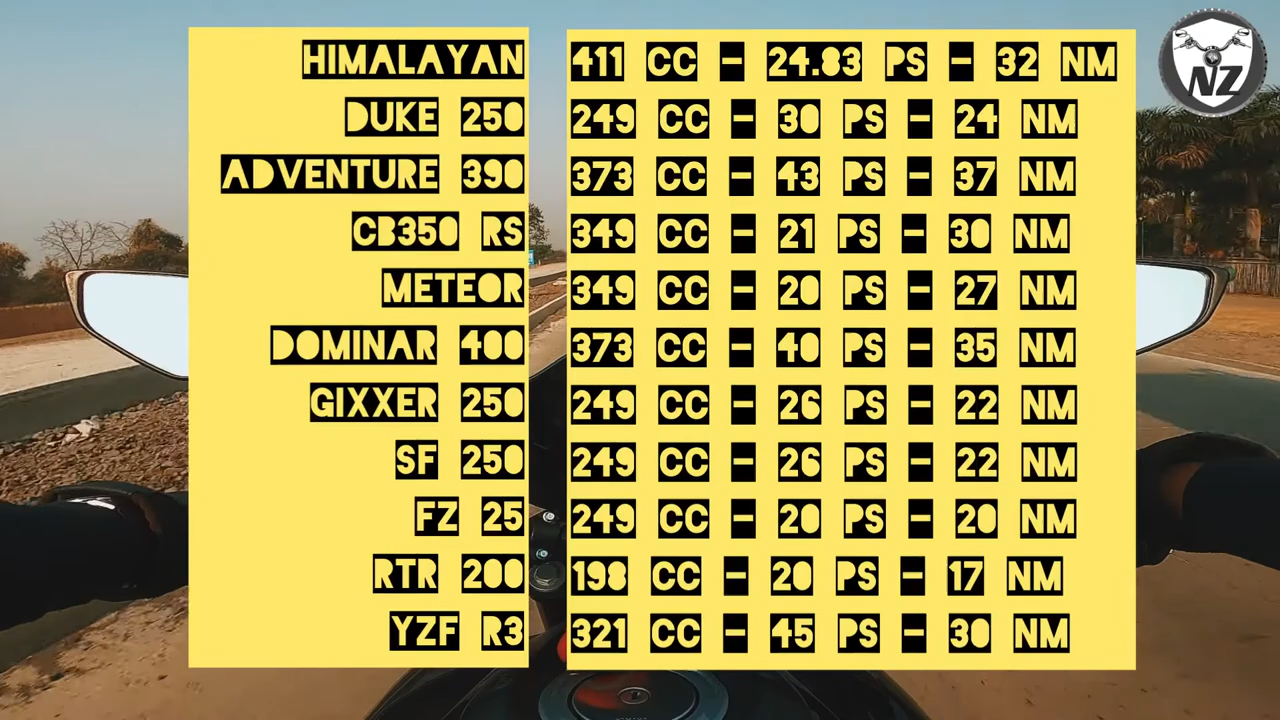 NZ
HIMALAYAN 411 CC - 24.83 PS - 32 NM
DUKE 250 249 CC - 30 PS - 24 NM
ADVENTURE 390 373 CC - 43 PS - 37 NM
CB350 RS 349 CC - 21 PS - 30 NM
METEOR 349 CC - 20 PS - 27 NM
DOMINAR 400 373 CC - 40 PS - 35 NM
GIXXER 250 249 CC - 26 PS - 22 NM
SF 250 249 CC - 26 PS - 22 NM
FZ 25 249 CC - 20 PS - 20 NM
RTR 200 198 CC - 20 PS - 17 NM
YZF R3 321 CC - 45 PS - 30 NM